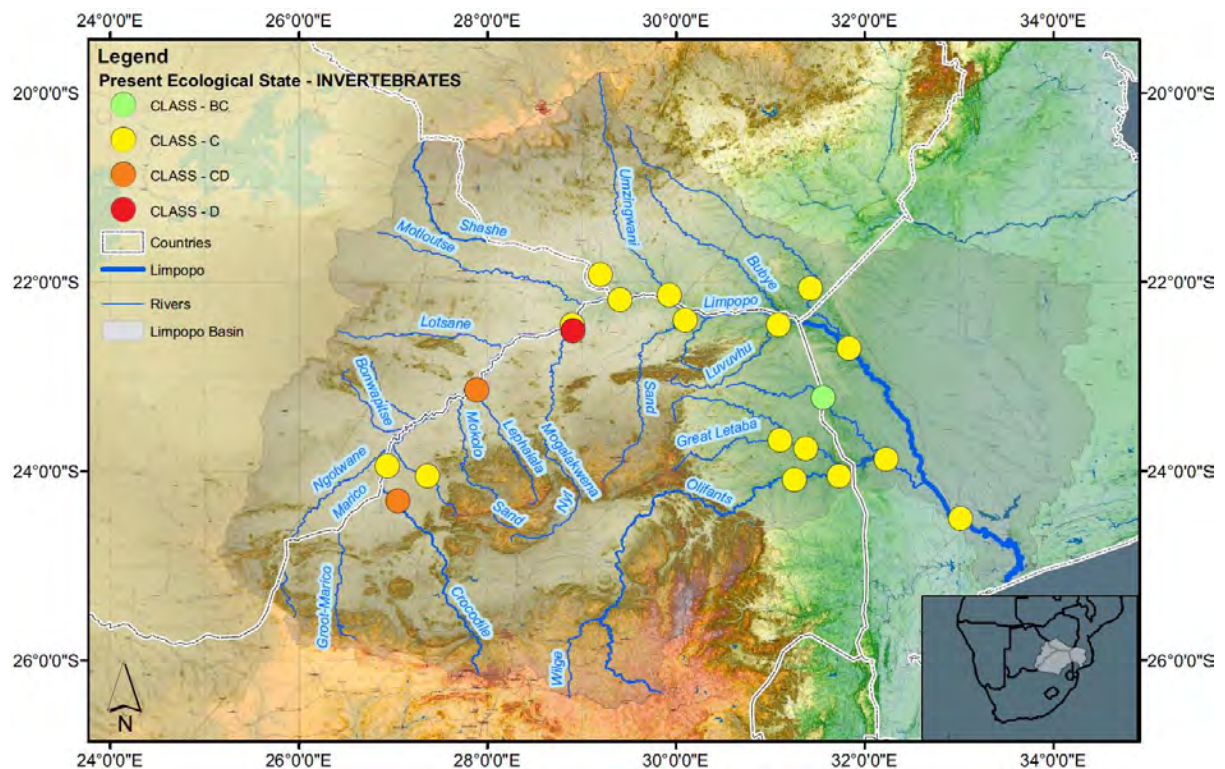 24°0'0"E 26°0'0"E 28°0'0"E 30°0'0"E 32°0'0"E 34°0'0"E
Legend
Present Ecological State - INVERTEBRATES
CLASS - BC
CLASS - C
CLASS - CD
CLASS - D
Countries
Limpopo
Rivers
Limpopo Basin
20°0'0"S
20°0'0"S
22°0'0"S
22°0'0"S
24°0'0"S
24°0'0"S
26°0'0"S
26°0'0"S
Shashe
Motloutse
Umzingwani
Bubye
Limpopo
Lotsane
Luvuvhu
Bonwapitse
Sand
Mokolo
Lephalala
Mogalakwena
Great Letaba
Ngotwane
Marico
Nyl
Sand
Olifants
Groot-Marico
Crocodile
Wilge
N
24°0'0"E 26°0'0"E 28°0'0"E 30°0'0"E 32°0'0"E 34°0'0"E